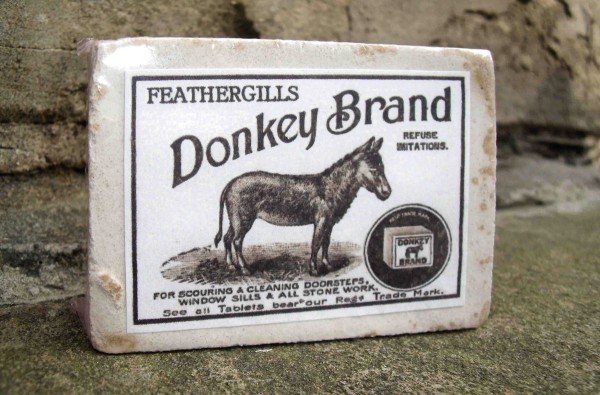 FEATHERGILLS
Donkey Brand
REFUSE
IMITATIONS.
DONKEY
BRAND
FOR SCOURING & CLEANING DOORSTEPS,
WINDOW SILLS & ALL STONE WORK.
See all Tablets bear our Regd Trade Mark.